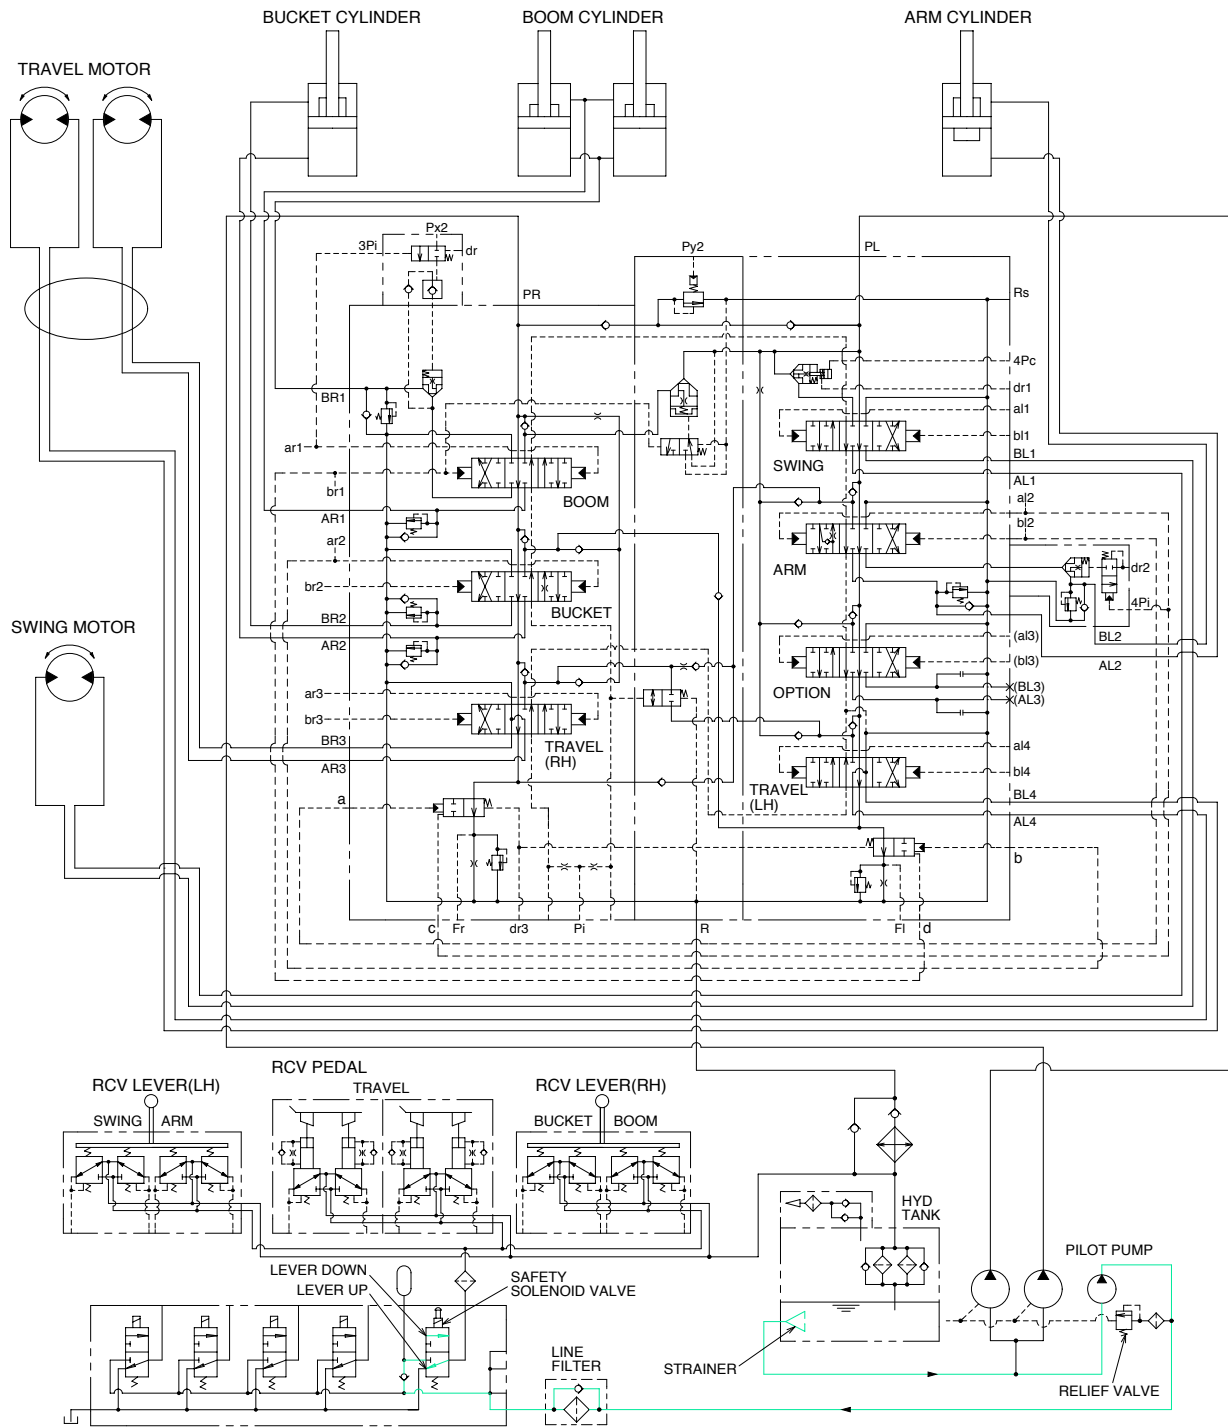 BUCKET CYLINDER
BOOM CYLINDER
ARM CYLINDER
TRAVEL MOTOR
Px2
3Pi
dr
Py2
PL
PR
Rs
4Pc
dr1
al1
bl1
BL1
AL1
al2
bl2
BR1
ar1
br1
AR1
ar2
br2
BR2
AR2
ar3
br3
BR3
AR3
SWING
BOOM
ARM
BUCKET
OPTION
TRAVEL
(RH)
TRAVEL
(LH)
dr2
4Pi
BL2
AL2
(al3)
(bl3)
(BL3)
(AL3)
al4
bl4
BL4
AL4
SWING MOTOR
a
b
c
Fr
dr3
Pi
R
Fl
d
RCV LEVER(LH)
SWING
ARM
RCV PEDAL
TRAVEL
RCV LEVER(RH)
BUCKET
BOOM
HYD
TANK
PILOT PUMP
LEVER DOWN
LEVER UP
SAFETY
SOLENOID VALVE
LINE
FILTER
STRAINER
RELIEF VALVE